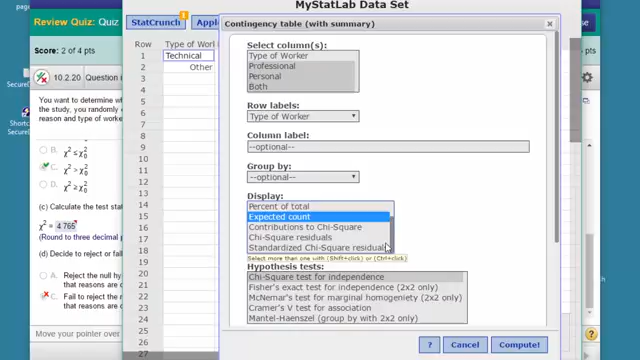 page
MyStatLab Data Set
Review Quiz: Quiz
StatCrunch
Apple
Contingency table (with summary)
Score: 2 of 4 pts
Row
Type of Worl
1
Technical
2
Other
3
4
5
6
7
8
9
10
11
12
13
14
15
16
17
18
19
20
21
22
23
24
27
Select column(s):
Type of Worker
Professional
Personal
Both
Row labels:
Type of Worker
Column label:
--optional--
Group by:
--optional--
Display:
Percent of total
Expected count
Contributions to Chi-Square
Chi-Square residuals
Standardized Chi-Square residuals
Select more than one with (Shift+click) or (Ctrl+click)
Hypothesis tests:
Chi-Square test for independence
Fisher's exact test for independence (2x2 only)
McNemar's test for marginal homogeneity (2x2 only)
Cramer's V test for association
Mantel-Haenszel (group by with 2x2 only)
?
Cancel
Compute!
10.2.20
Question i
You want to determine wh
the study, you randomly
reason and type of worke
B. χ² ≤ χ²0
C. χ² > χ²0
D. χ² ≥ χ²0
(c) Calculate the test stati
χ² = 4.765
(Round to three decimal p
(d) Decide to reject or fail
A. Reject the null hy
that reasons are
C. Fail to reject the n
that reasons are
Move your pointer over
SecureD
Secure